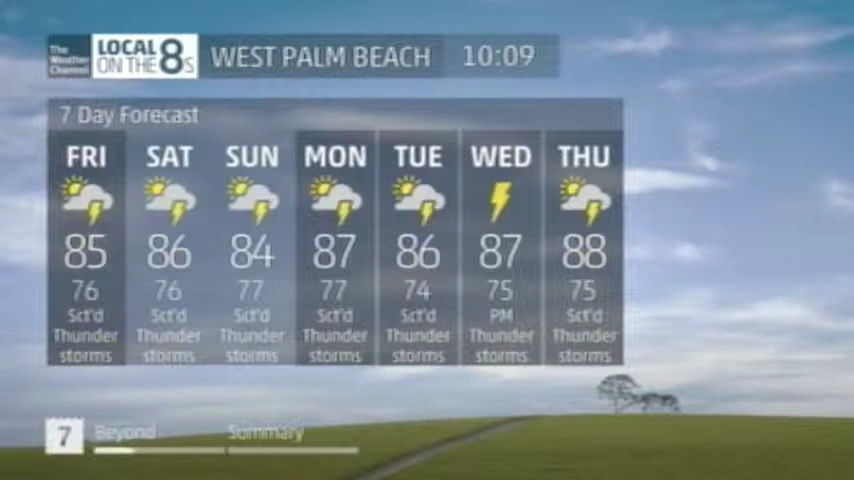 The Weather Channel LOCAL ON THE 8s WEST PALM BEACH 10:09
7 Day Forecast
FRI SAT SUN MON TUE WED THU
85 86 84 87 86 87 88
76 76 77 77 74 75 75
Sct'd Sct'd Sct'd Sct'd Sct'd PM Sct'd
Thunder Thunder Thunder Thunder Thunder Thunder Thunder
storms storms storms storms storms storms storms
7 Beyond Summary